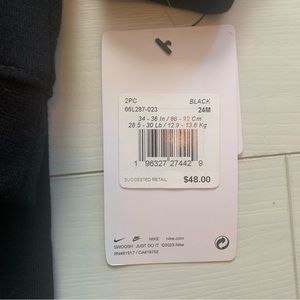 2PC BLACK
66L287-023 24M
34 - 36 In / 86 - 92 Cm
28.5 - 30 Lb / 12.9 - 13.6 Kg
1 96327 27442 9
SUGGESTED RETAIL $48.00
NIKE nike.com
SWOOSH JUST DO IT ©2023 Nike